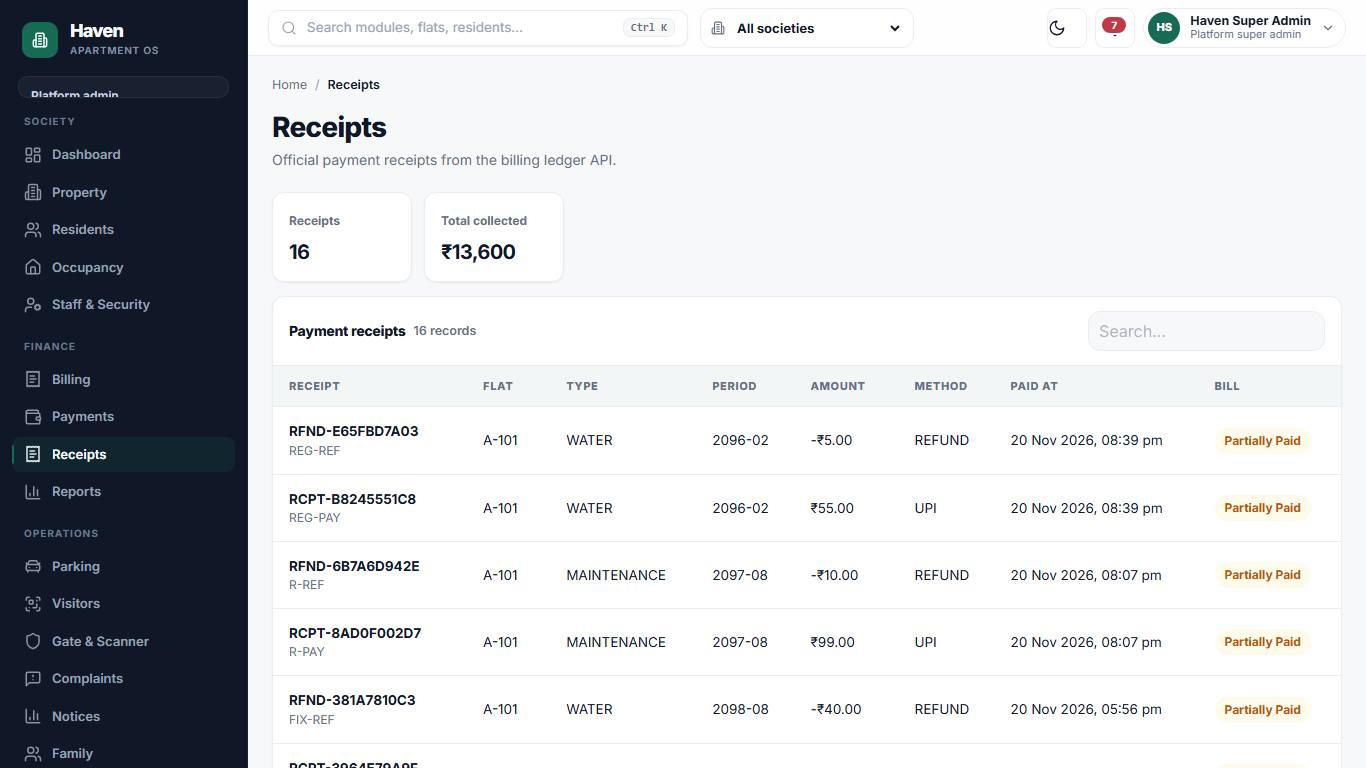 Haven
APARTMENT OS
Platform admin
SOCIETY
Dashboard
Property
Residents
Occupancy
Staff & Security
FINANCE
Billing
Payments
Receipts
Reports
OPERATIONS
Parking
Visitors
Gate & Scanner
Complaints
Notices
Family
Search modules, flats, residents...
Ctrl K
All societies
7
HS
Haven Super Admin
Platform super admin
Home / Receipts
Receipts
Official payment receipts from the billing ledger API.
Receipts
16
Total collected
₹13,600
Payment receipts 16 records
Search...
RECEIPT FLAT TYPE PERIOD AMOUNT METHOD PAID AT BILL
RFND-E65FBD7A03
REG-REF
A-101 WATER 2096-02 -₹5.00 REFUND 20 Nov 2026, 08:39 pm Partially Paid
RCPT-B8245551C8
REG-PAY
A-101 WATER 2096-02 ₹55.00 UPI 20 Nov 2026, 08:39 pm Partially Paid
RFND-6B7A6D942E
R-REF
A-101 MAINTENANCE 2097-08 -₹10.00 REFUND 20 Nov 2026, 08:07 pm Partially Paid
RCPT-8AD0F002D7
R-PAY
A-101 MAINTENANCE 2097-08 ₹99.00 UPI 20 Nov 2026, 08:07 pm Partially Paid
RFND-381A7810C3
FIX-REF
A-101 WATER 2098-08 -₹40.00 REFUND 20 Nov 2026, 05:56 pm Partially Paid